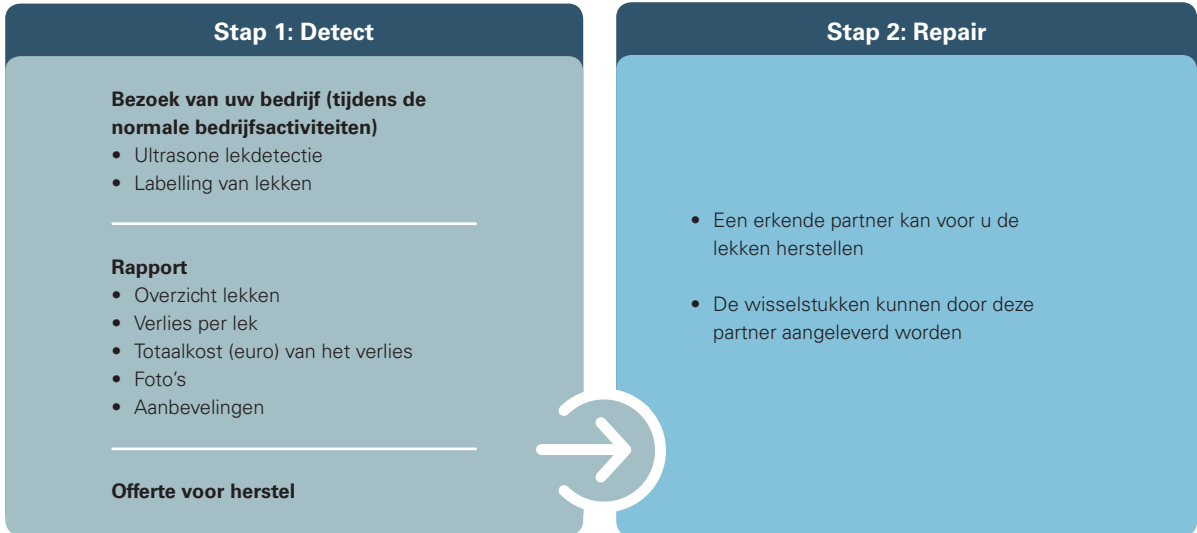 Stap 1: Detect
Bezoek van uw bedrijf (tijdens de
normale bedrijfsactiviteiten)
• Ultrasone lekdetectie
• Labelling van lekken
Rapport
• Overzicht lekken
• Verlies per lek
• Totaalkost (euro) van het verlies
• Foto's
• Aanbevelingen
Offerte voor herstel
Stap 2: Repair
• Een erkende partner kan voor u de
lekken herstellen
• De wisselstukken kunnen door deze
partner aangeleverd worden